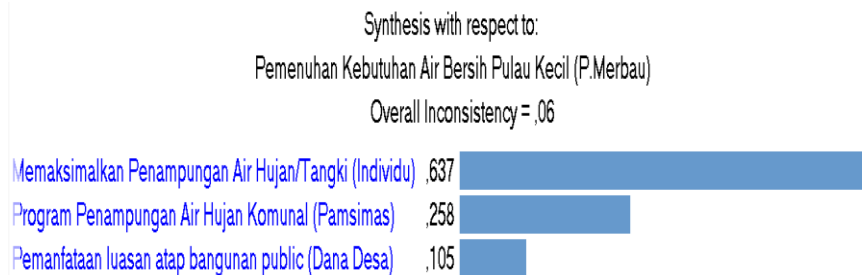 Synthesis with respect to:
Pemenuhan Kebutuhan Air Bersih Pulau Kecil (P.Merbau)
Overall Inconsistency = ,06
Memaksimalkan Penampungan Air Hujan/Tangki (Individu) ,637
Program Penampungan Air Hujan Komunal (Pamsimas) ,258
Pemanfataan luasan atap bangunan public (Dana Desa) ,105